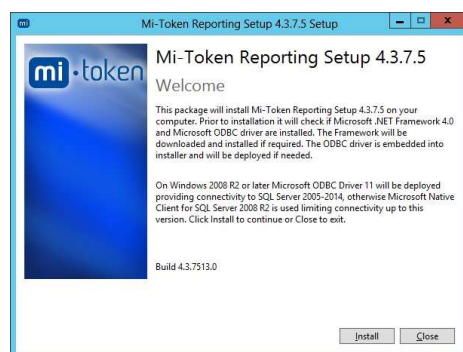 mi
Mi-Token Reporting Setup 4.3.7.5 Setup
mi·token
Mi-Token Reporting Setup 4.3.7.5
Welcome
This package will install Mi-Token Reporting Setup 4.3.7.5 on your
computer. Prior to installation it will check if Microsoft .NET Framework 4.0
and Microsoft ODBC driver are installed. The Framework will be
downloaded and installed if required. The ODBC driver is embedded into
installer and will be deployed if needed.
On Windows 2008 R2 or later Microsoft ODBC Driver 11 will be deployed
providing connectivity to SQL Server 2005-2014, otherwise Microsoft Native
Client for SQL Server 2008 R2 is used limiting connectivity up to this
version. Click Install to continue or Close to exit.
Build 4.3.7513.0
Install
Close